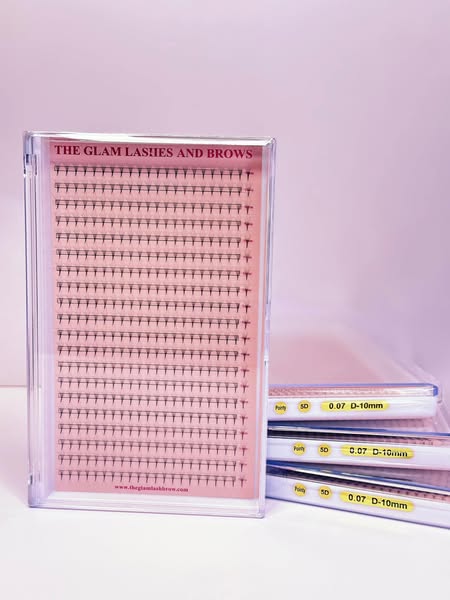 THE GLAM LASHES AND BROWS
www.theglamlashbrow.com
Pointy 5D 0.07 D-10mm
Pointy 5D 0.07 D-10mm
Pointy 5D 0.07 D-10mm